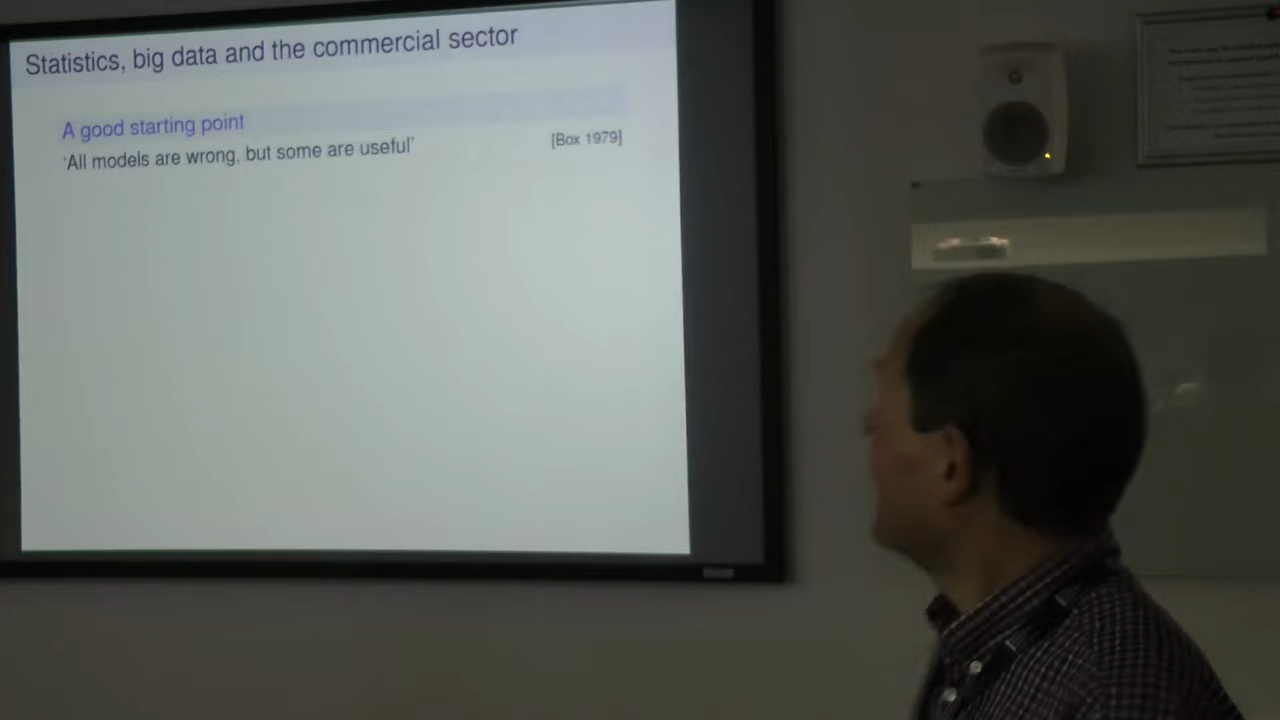 Statistics, big data and the commercial sector
A good starting point
'All models are wrong, but some are useful' [Box 1979]